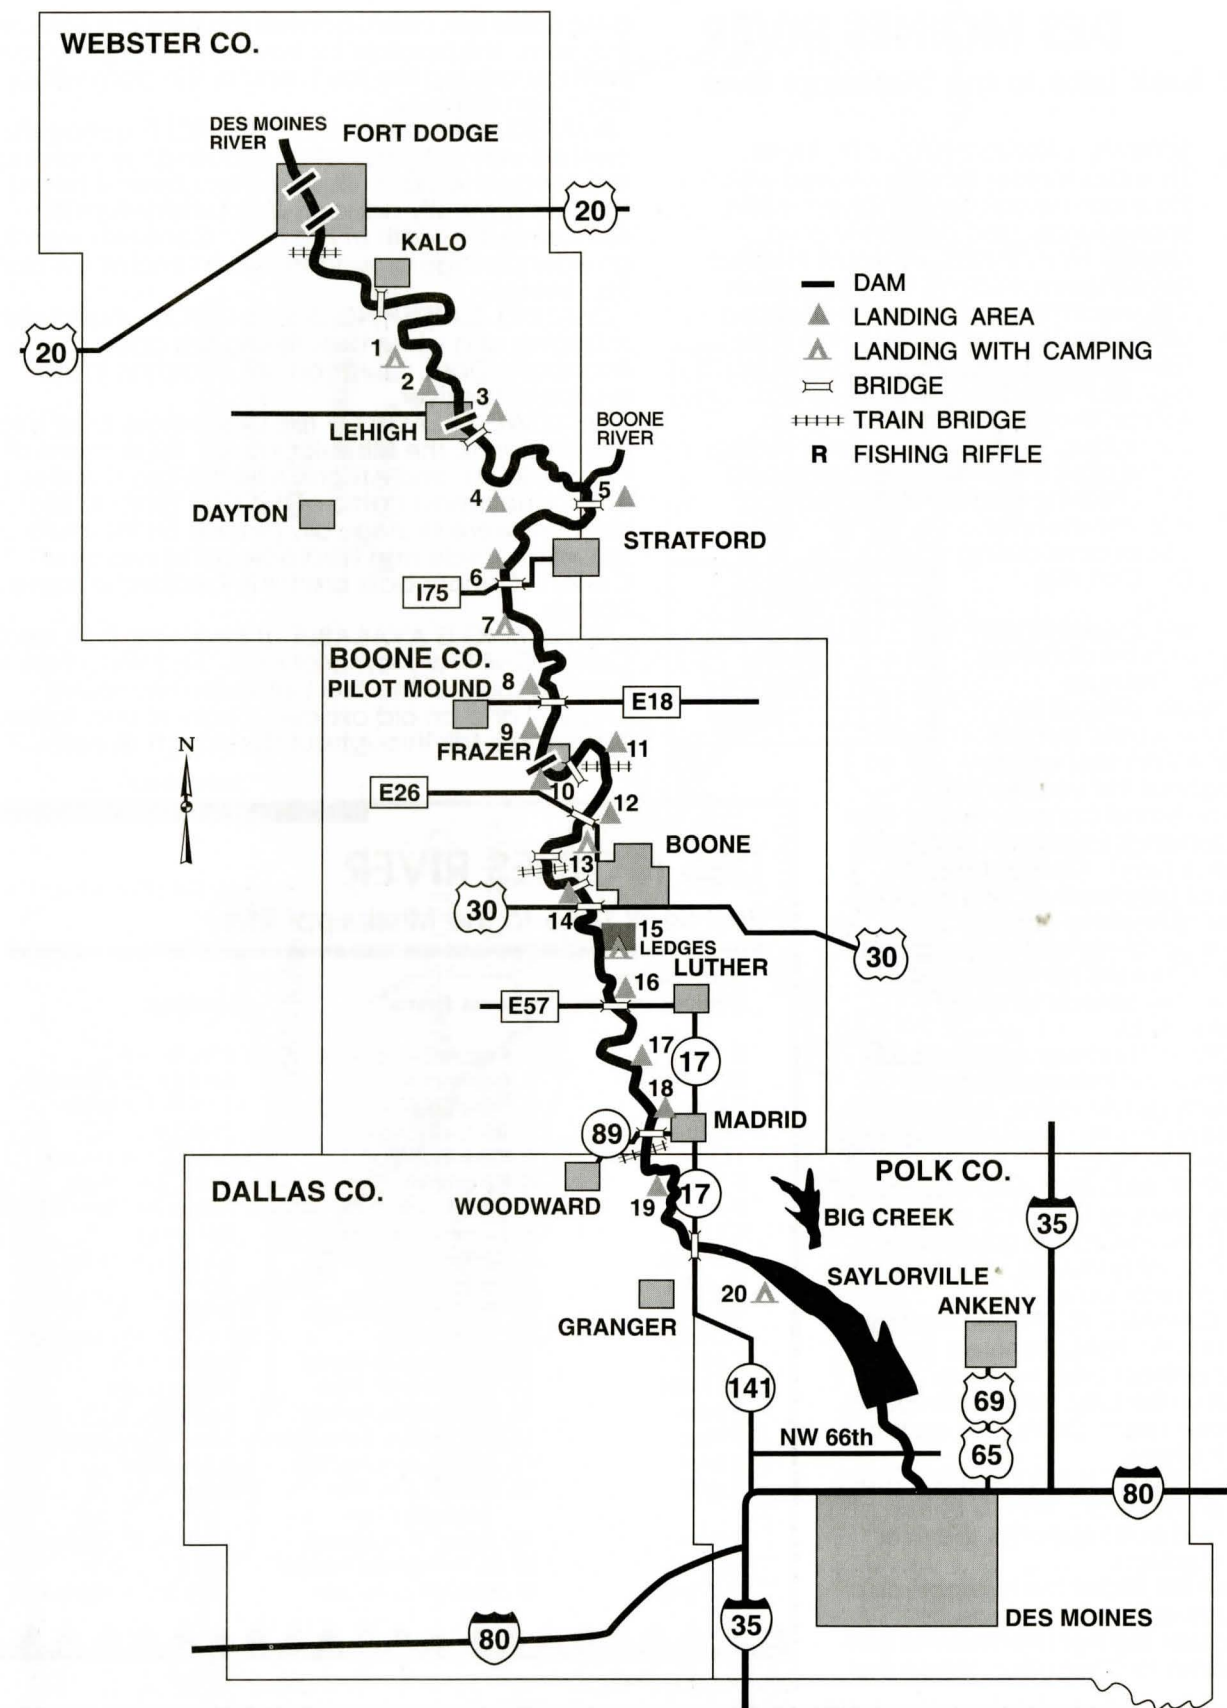 WEBSTER CO.
DES MOINES
RIVER
FORT DODGE
20
KALO
20
DAM
LANDING AREA
LANDING WITH CAMPING
BRIDGE
TRAIN BRIDGE
R FISHING RIFFLE
1
2
3
LEHIGH
BOONE
RIVER
4
5
DAYTON
STRATFORD
6
I75
7
BOONE CO.
PILOT MOUND
8
E18
9
FRAZER
11
N
E26
10
12
BOONE
13
30
14
15
LEDGES
30
LUTHER
16
E57
17
17
18
MADRID
89
POLK CO.
DALLAS CO.
WOODWARD
19
17
BIG CREEK
35
SAYLORVILLE
20
ANKENY
GRANGER
141
69
NW 66th
65
80
DES MOINES
35
80